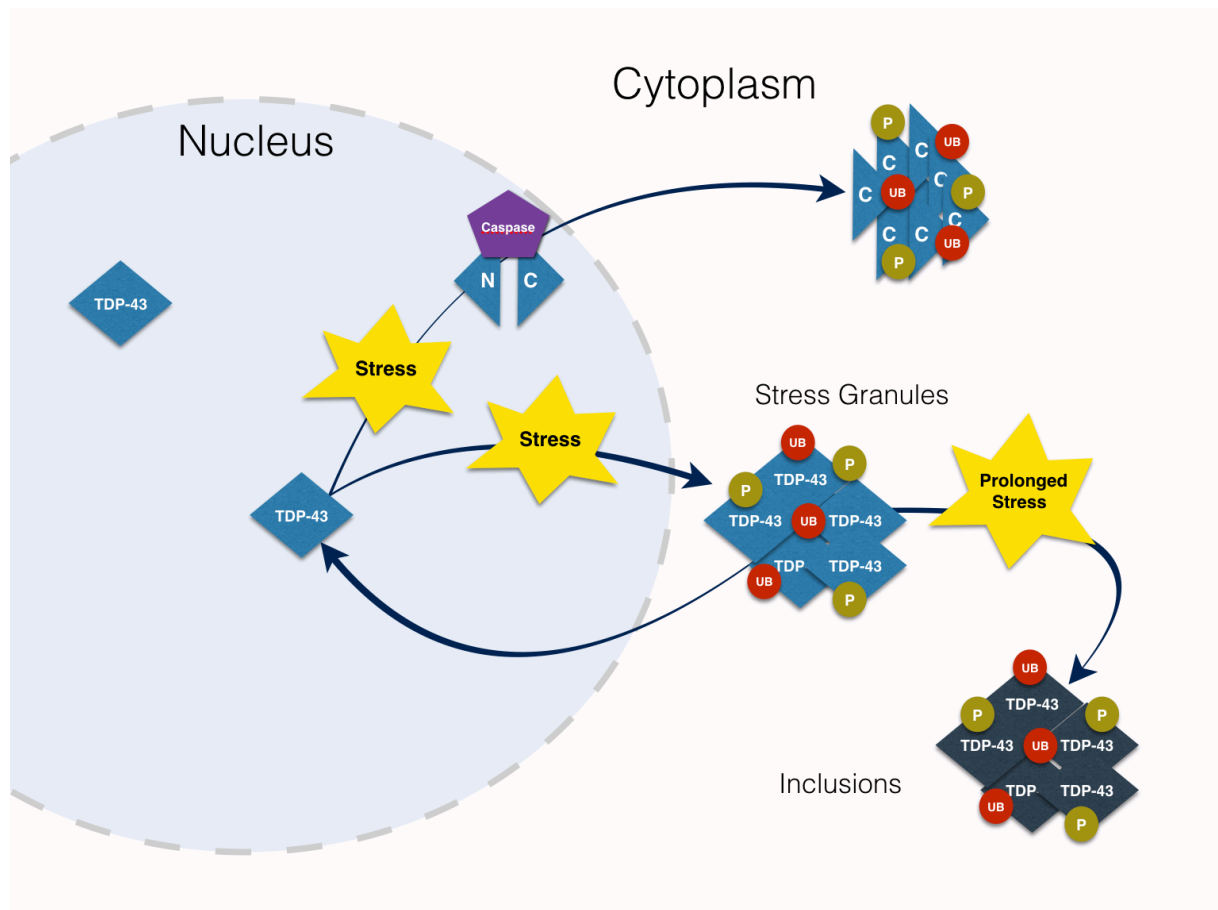 Cytoplasm
Nucleus
P
UB
C
C
C
C
UB
P
C
C
C
UB
P
Caspase
N
C
TDP-43
Stress
Stress
Stress Granules
UB
P
P
TDP-43
TDP-43
UB
TDP-43
TDP
TDP-43
UB
P
Prolonged
Stress
TDP-43
UB
P
P
TDP-43
TDP-43
UB
TDP-43
TDP-43
TDP
UB
P
Inclusions